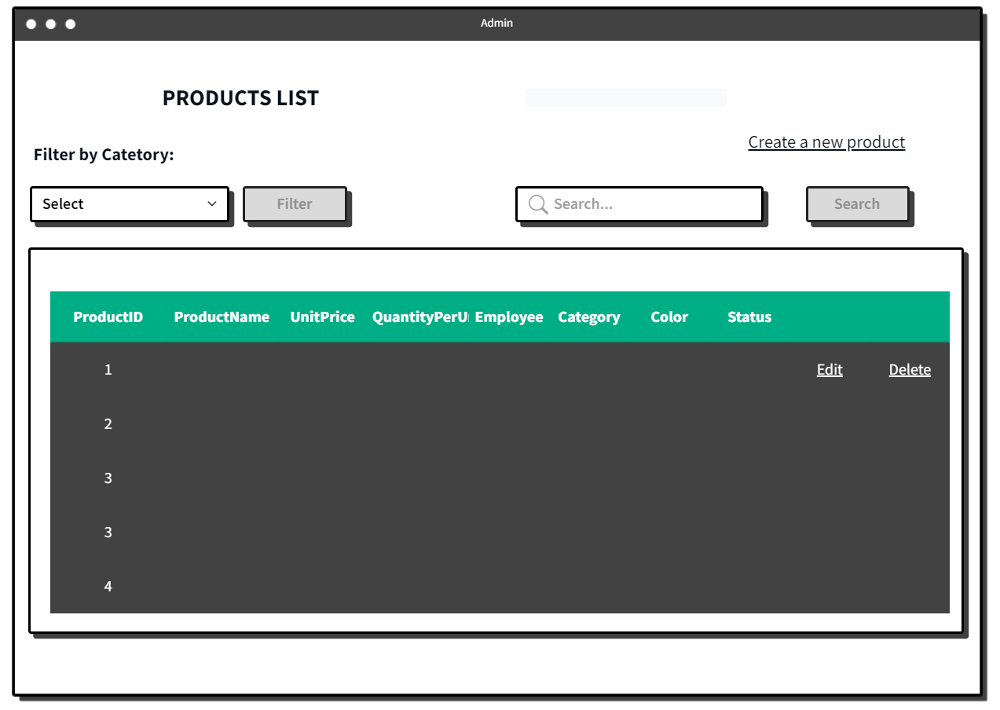 Admin
PRODUCTS LIST
Create a new product
Filter by Catetory:
Select
Filter
Search...
Search
ProductID ProductName UnitPrice QuantityPerU Employee Category Color Status
1 Edit Delete
2
3
3
4